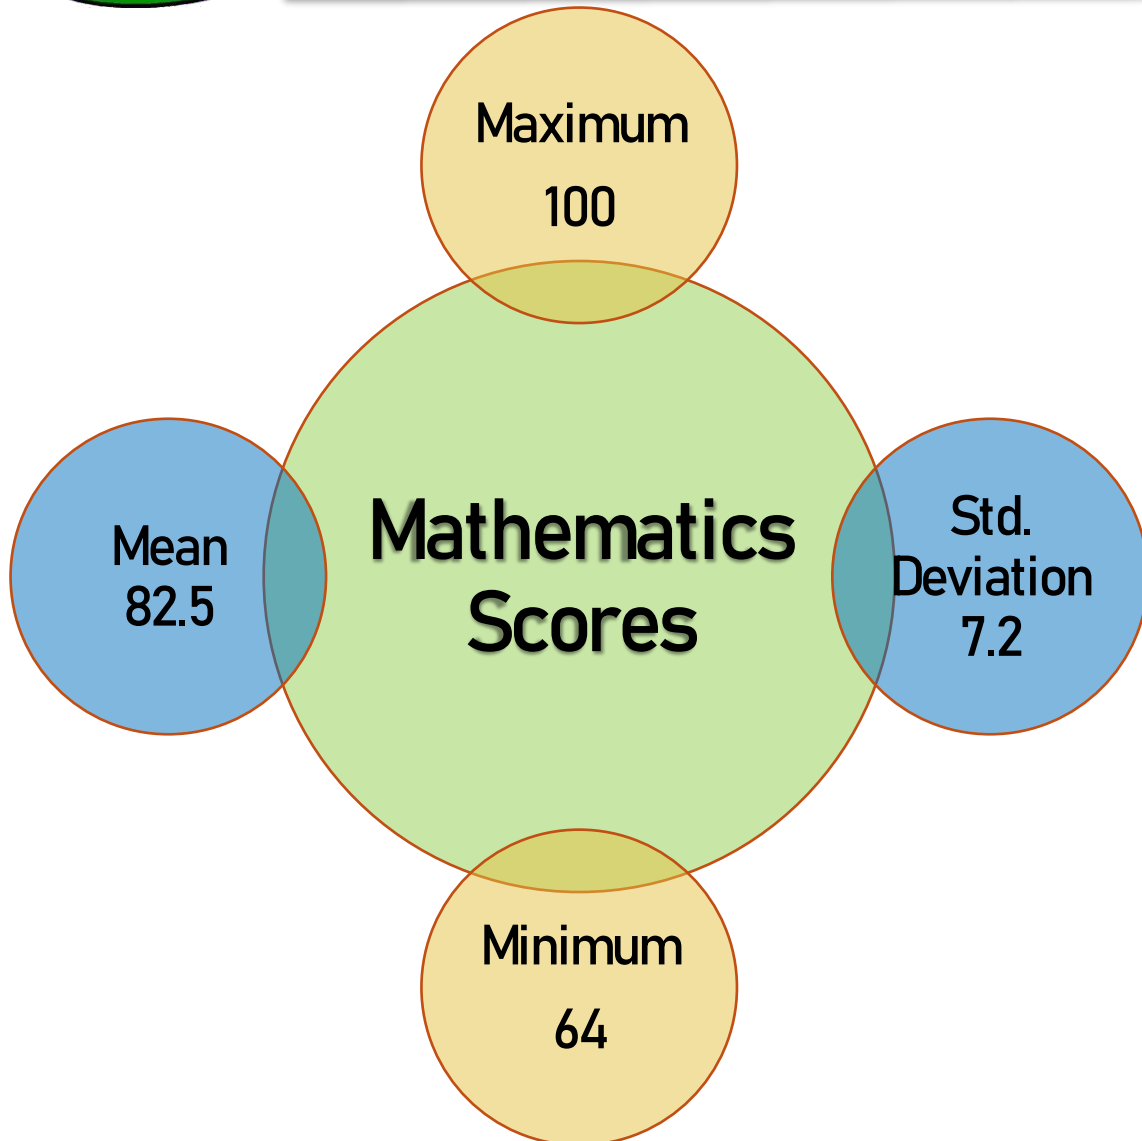 Maximum
100
Mathematics
Scores
Mean
82.5
Std.
Deviation
7.2
Minimum
64